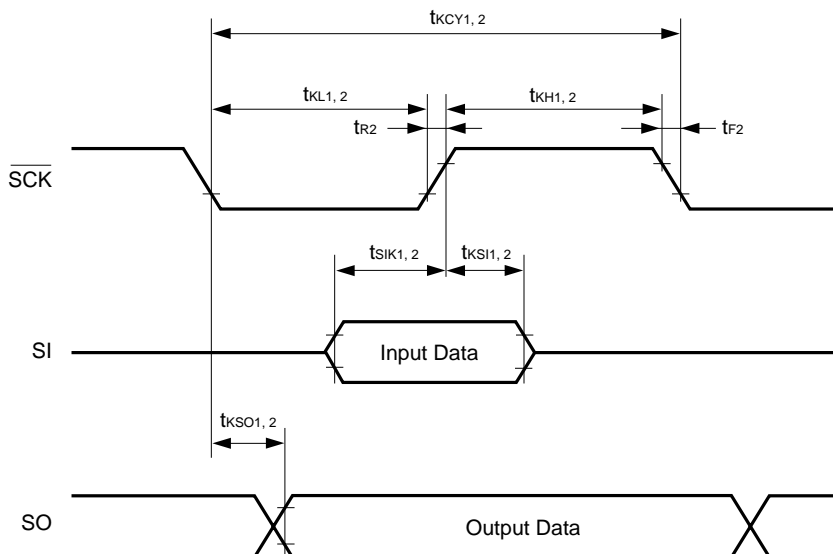 tKCY1, 2
tKL1, 2
tKH1, 2
tR2
tF2
SCK
tSIK1, 2
tKSI1, 2
SI
Input Data
tKSO1, 2
SO
Output Data